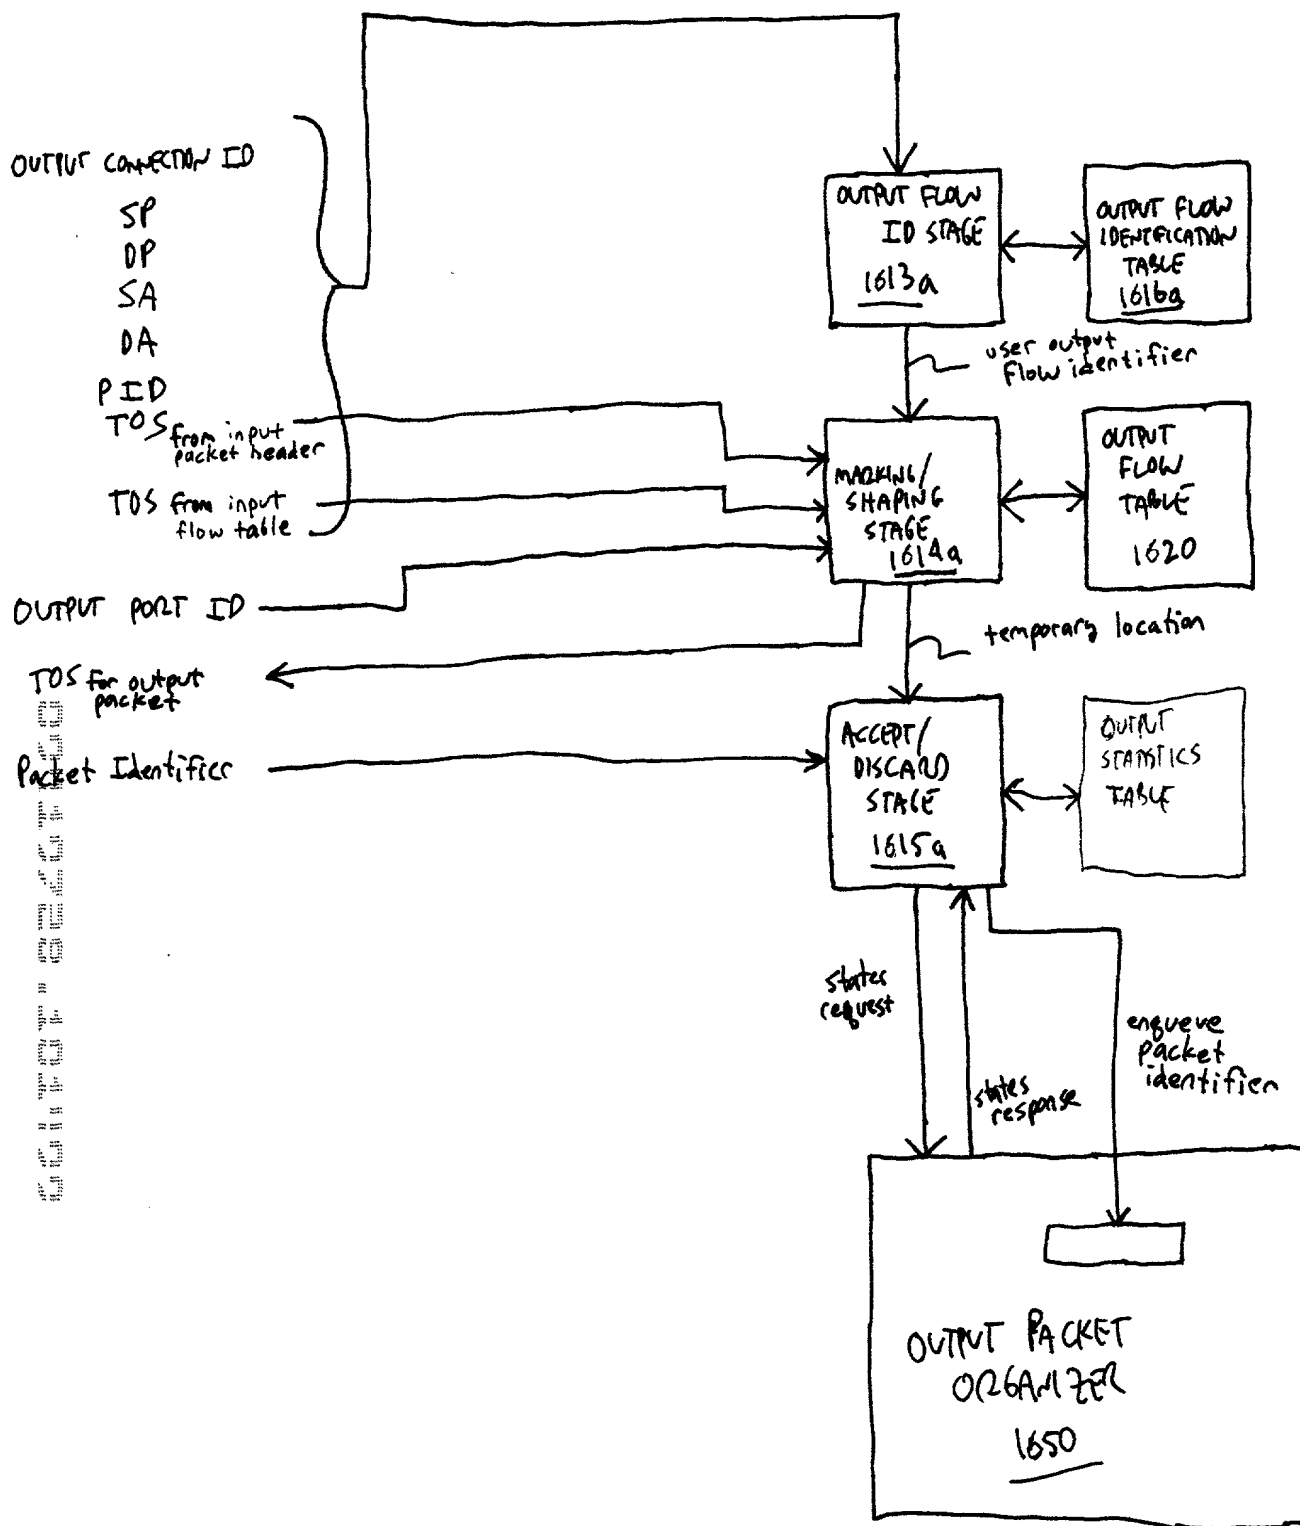 OUTPUT CONNECTION ID
SP
DP
SA
DA
PID
TOS from input
packet header
TOS from input
flow table
OUTPUT PORT ID
TOS for output
packet
Packet Identifier
OUTPUT FLOW
ID STAGE
1613a
OUTPUT FLOW
IDENTIFICATION
TABLE
1616a
user output
flow identifier
MARKING/
SHAPING
STAGE
1614a
OUTPUT
FLOW
TABLE
1620
temporary location
ACCEPT/
DISCARD
STAGE
1615a
OUTPUT
STATISTICS
TABLE
states
request
states
response
enqueue
packet
identifier
OUTPUT PACKET
ORGANIZER
1650